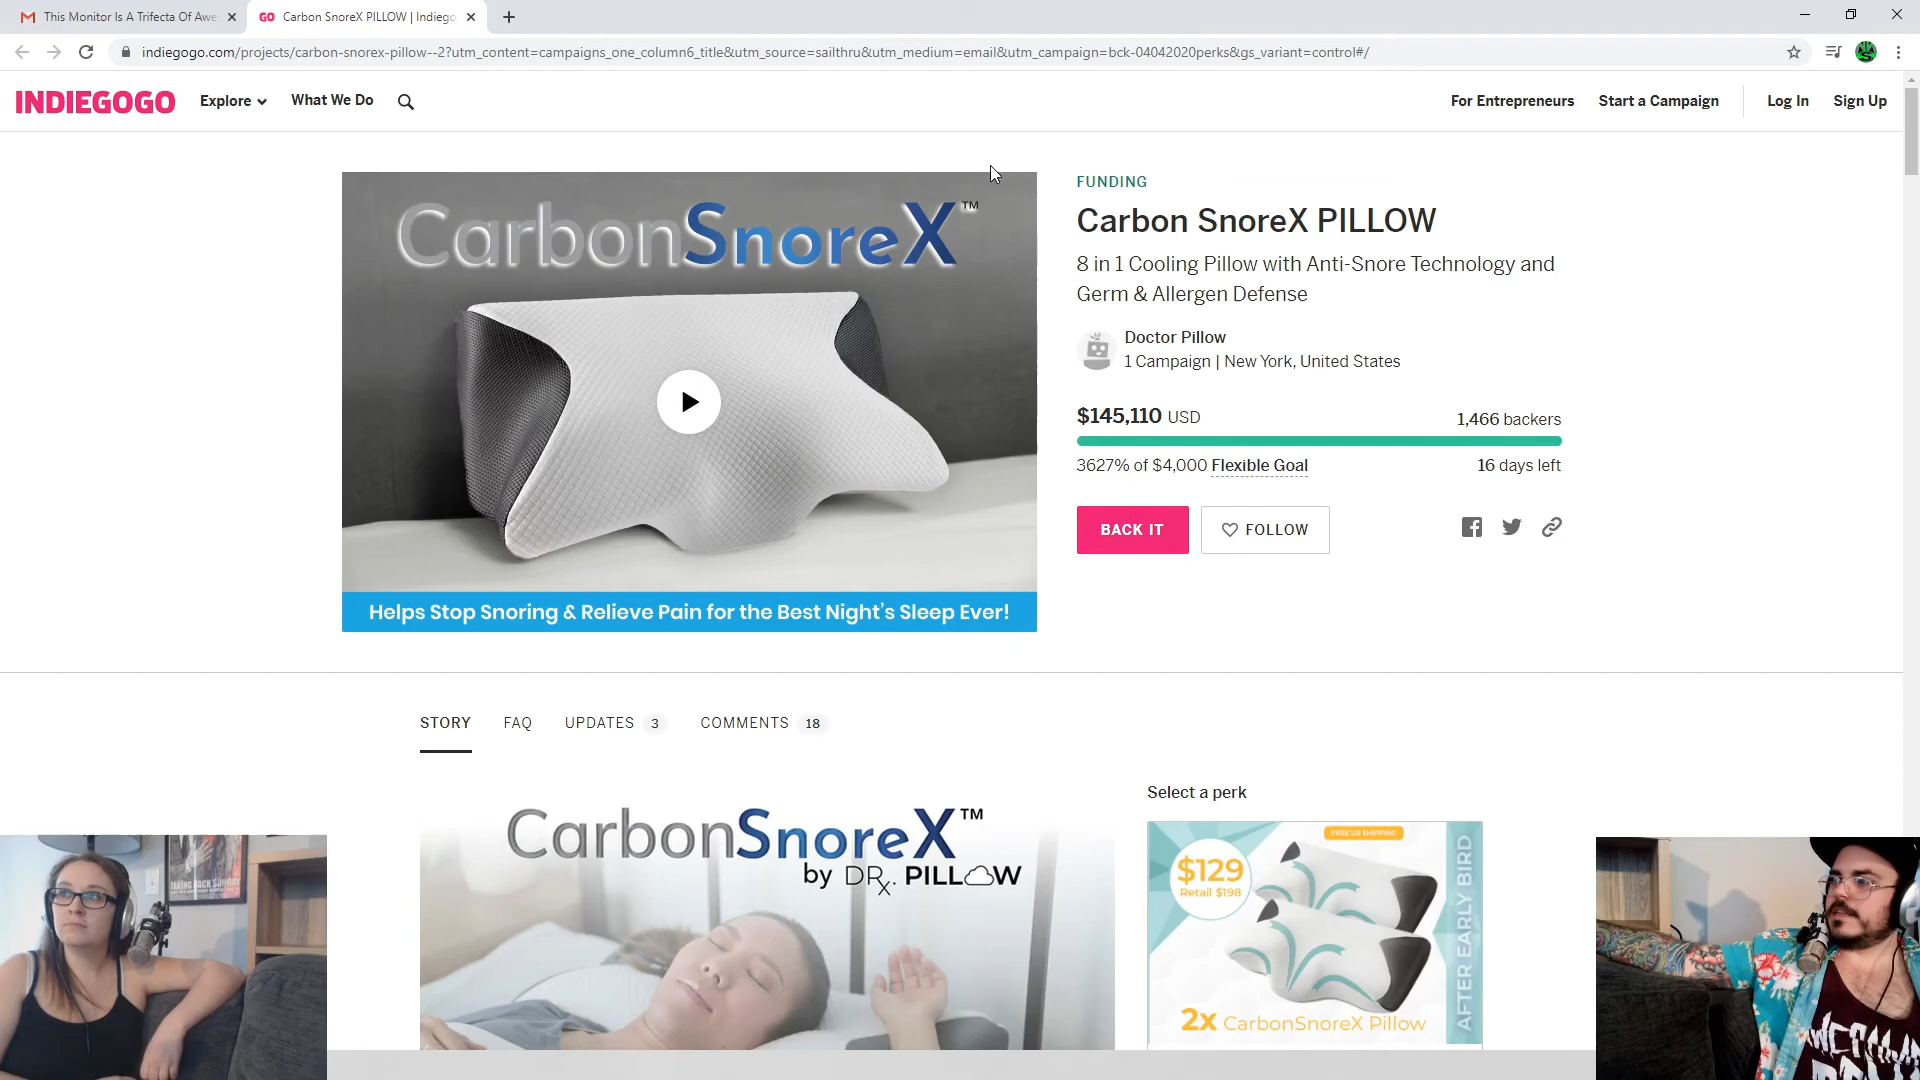 This Monitor Is A Trifecta Of Awe
Carbon SnoreX PILLOW | Indiego
indiegogo.com/projects/carbon-snorex-pillow--2?utm_content=campaigns_one_column6_title&utm_source=sailthru&utm_medium=email&utm_campaign=bck-04042020perks&gs_variant=control#/
INDIEGOGO
Explore
What We Do
For Entrepreneurs
Start a Campaign
Log In
Sign Up
CarbonSnoreX™
Helps Stop Snoring & Relieve Pain for the Best Night's Sleep Ever!
FUNDING
Carbon SnoreX PILLOW
8 in 1 Cooling Pillow with Anti-Snore Technology and
Germ & Allergen Defense
Doctor Pillow
1 Campaign | New York, United States
$145,110 USD
1,466 backers
3627% of $4,000 Flexible Goal
16 days left
BACK IT
FOLLOW
STORY
FAQ
UPDATES 3
COMMENTS 18
CarbonSnoreX™
by DRx. PILLOW
Select a perk
FREE US SHIPPING
$129
Retail $198
AFTER EARLY BIRD
2x CarbonSnoreX Pillow
TAKING BACK SUNDAY